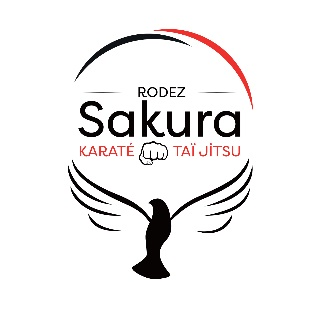 RODEZ
Sakura
KARATÉ TAÏ JITSU